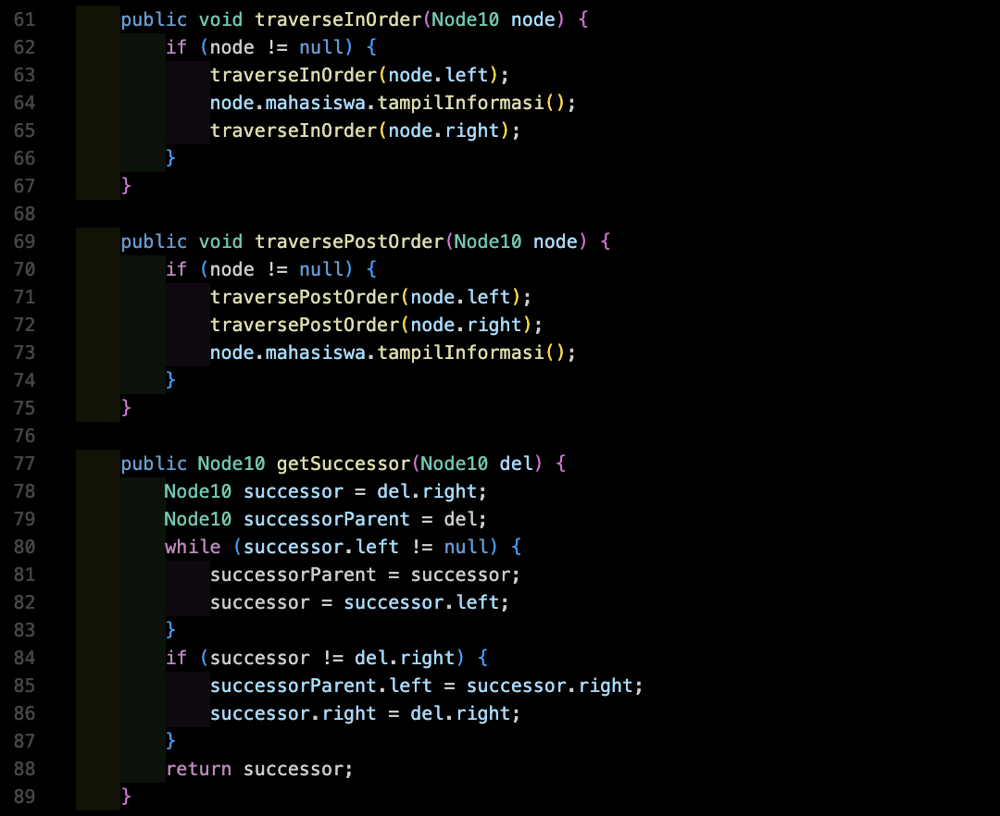 61 public void traverseInOrder(Node10 node) {
62 if (node != null) {
63 traverseInOrder(node.left);
64 node.mahasiswa.tampilInformasi();
65 traverseInOrder(node.right);
66 }
67 }
68
69 public void traversePostOrder(Node10 node) {
70 if (node != null) {
71 traversePostOrder(node.left);
72 traversePostOrder(node.right);
73 node.mahasiswa.tampilInformasi();
74 }
75 }
76
77 public Node10 getSuccessor(Node10 del) {
78 Node10 successor = del.right;
79 Node10 successorParent = del;
80 while (successor.left != null) {
81 successorParent = successor;
82 successor = successor.left;
83 }
84 if (successor != del.right) {
85 successorParent.left = successor.right;
86 successor.right = del.right;
87 }
88 return successor;
89 }